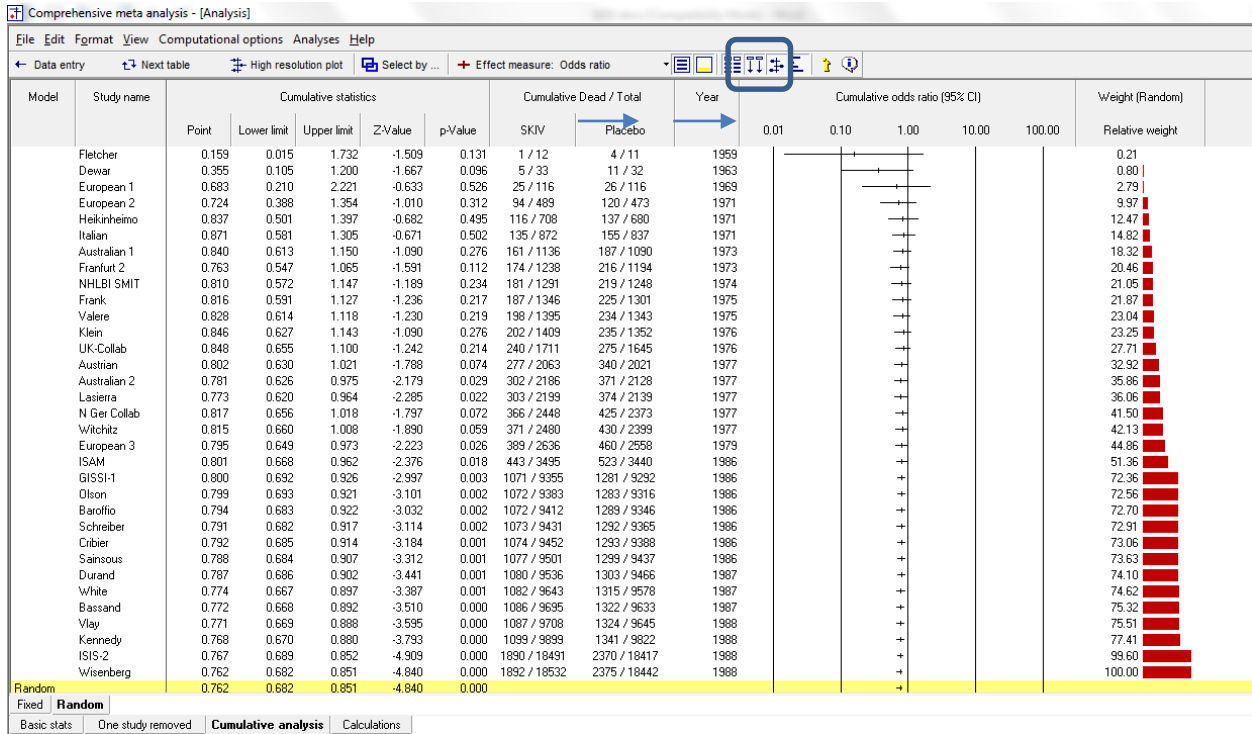 Comprehensive meta analysis - [Analysis]
File Edit Format View Computational options Analyses Help
← Data entry Next table High resolution plot Select by ... + Effect measure: Odds ratio
Model Study name Cumulative statistics Cumulative Dead / Total Year Cumulative odds ratio (95% CI) Weight (Random)
Point Lower limit Upper limit Z-Value p-Value SKIV Placebo 0.01 0.10 1.00 10.00 100.00 Relative weight
Fletcher 0.159 0.015 1.732 -1.509 0.131 1 / 12 4 / 11 1959 0.21
Dewar 0.355 0.105 1.200 -1.667 0.096 5 / 33 11 / 32 1963 0.80
European 1 0.683 0.210 2.221 -0.633 0.526 25 / 116 26 / 116 1969 2.79
European 2 0.724 0.388 1.354 -1.010 0.312 94 / 489 120 / 473 1971 9.97
Heikinheimo 0.837 0.501 1.397 -0.682 0.495 116 / 708 137 / 680 1971 12.47
Italian 0.871 0.581 1.305 -0.671 0.502 135 / 872 155 / 837 1971 14.82
Australian 1 0.840 0.613 1.150 -1.090 0.276 161 / 1136 187 / 1090 1973 18.32
Franfurt 2 0.763 0.547 1.065 -1.591 0.112 174 / 1238 216 / 1194 1973 20.46
NHLBI SMIT 0.810 0.572 1.147 -1.189 0.234 181 / 1291 219 / 1248 1974 21.05
Frank 0.816 0.591 1.127 -1.236 0.217 187 / 1346 225 / 1301 1975 21.87
Valere 0.828 0.614 1.118 -1.230 0.219 198 / 1395 234 / 1343 1975 23.04
Klein 0.846 0.627 1.143 -1.090 0.276 202 / 1409 235 / 1352 1976 23.25
UK-Collab 0.848 0.655 1.100 -1.242 0.214 240 / 1711 275 / 1645 1976 27.71
Austrian 0.802 0.630 1.021 -1.788 0.074 277 / 2063 340 / 2021 1977 32.92
Australian 2 0.781 0.626 0.975 -2.179 0.029 302 / 2186 371 / 2128 1977 35.86
Lasierra 0.773 0.620 0.964 -2.285 0.022 303 / 2199 374 / 2139 1977 36.06
N Ger Collab 0.817 0.656 1.018 -1.797 0.072 366 / 2448 425 / 2373 1977 41.50
Witchitz 0.815 0.660 1.008 -1.890 0.059 371 / 2480 430 / 2399 1977 42.13
European 3 0.795 0.649 0.973 -2.223 0.026 389 / 2636 460 / 2558 1979 44.86
ISAM 0.801 0.668 0.962 -2.376 0.018 443 / 3495 523 / 3440 1986 51.36
GISSI-1 0.800 0.692 0.926 -2.997 0.003 1071 / 9355 1281 / 9292 1986 72.36
Olson 0.799 0.693 0.921 -3.101 0.002 1072 / 9383 1283 / 9316 1986 72.56
Baroffio 0.794 0.683 0.922 -3.032 0.002 1072 / 9412 1289 / 9346 1986 72.70
Schreiber 0.791 0.682 0.917 -3.114 0.002 1073 / 9431 1292 / 9365 1986 72.91
Cribier 0.792 0.685 0.914 -3.184 0.001 1074 / 9452 1293 / 9388 1986 73.06
Sainsous 0.788 0.684 0.907 -3.312 0.001 1077 / 9501 1299 / 9437 1986 73.63
Durand 0.787 0.686 0.902 -3.441 0.001 1080 / 9536 1303 / 9466 1987 74.10
White 0.774 0.667 0.897 -3.387 0.001 1082 / 9643 1315 / 9578 1987 74.62
Bassand 0.772 0.668 0.892 -3.510 0.000 1086 / 9695 1322 / 9633 1987 75.32
Vlay 0.771 0.669 0.888 -3.595 0.000 1087 / 9708 1324 / 9645 1988 75.51
Kennedy 0.768 0.670 0.880 -3.793 0.000 1099 / 9899 1341 / 9822 1988 77.41
ISIS-2 0.767 0.689 0.852 -4.909 0.000 1890 / 18491 2370 / 18417 1988 99.60
Wisenberg 0.762 0.682 0.851 -4.840 0.000 1892 / 18532 2375 / 18442 1988 100.00
Random 0.762 0.682 0.851 -4.840 0.000
Fixed Random
Basic stats One study removed Cumulative analysis Calculations